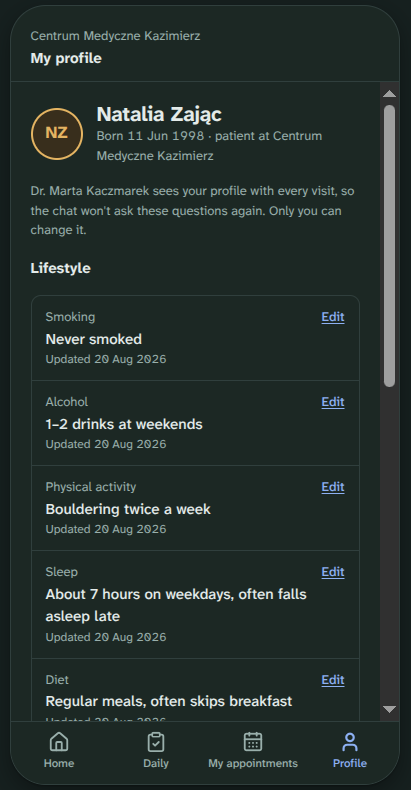 Centrum Medyczne Kazimierz
My profile
NZ
Natalia Zając
Born 11 Jun 1998 · patient at Centrum
Medyczne Kazimierz
Dr. Marta Kaczmarek sees your profile with every visit, so
the chat won't ask these questions again. Only you can
change it.
Lifestyle
Smoking
Edit
Never smoked
Updated 20 Aug 2026
Alcohol
Edit
1–2 drinks at weekends
Updated 20 Aug 2026
Physical activity
Edit
Bouldering twice a week
Updated 20 Aug 2026
Sleep
Edit
About 7 hours on weekdays, often falls
asleep late
Updated 20 Aug 2026
Diet
Edit
Regular meals, often skips breakfast
Updated 20 Aug 2026
Home
Daily
My appointments
Profile